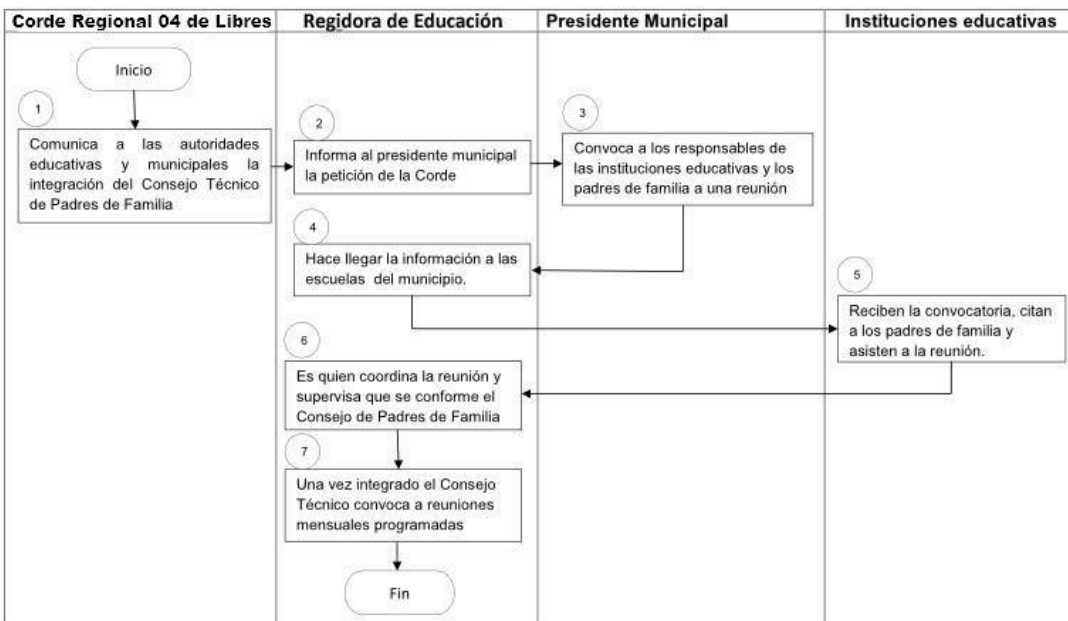 Corde Regional 04 de Libres
Regidora de Educación
Presidente Municipal
Instituciones educativas
Inicio
1
Comunica a las autoridades
educativas y municipales la
integración del Consejo Técnico
de Padres de Familia
2
Informa al presidente municipal
la petición de la Corde
3
Convoca a los responsables de
las instituciones educativas y los
padres de familia a una reunión
4
Hace llegar la información a las
escuelas del municipio.
5
Reciben la convocatoria, citan
a los padres de familia y
asisten a la reunión.
6
Es quien coordina la reunión y
supervisa que se conforme el
Consejo de Padres de Familia
7
Una vez integrado el Consejo
Técnico convoca a reuniones
mensuales programadas
Fin